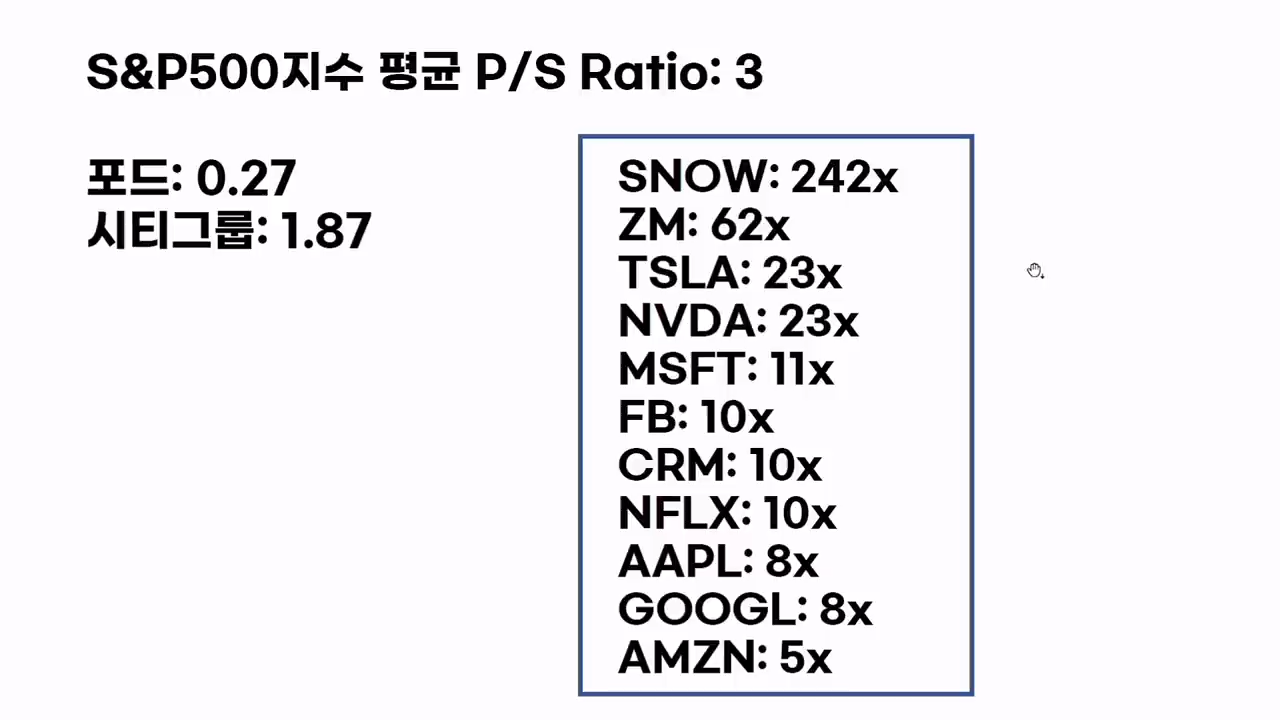 S&P500지수 평균 P/S Ratio: 3
포드: 0.27
시티그룹: 1.87
SNOW: 242x
ZM: 62x
TSLA: 23x
NVDA: 23x
MSFT: 11x
FB: 10x
CRM: 10x
NFLX: 10x
AAPL: 8x
GOOGL: 8x
AMZN: 5x